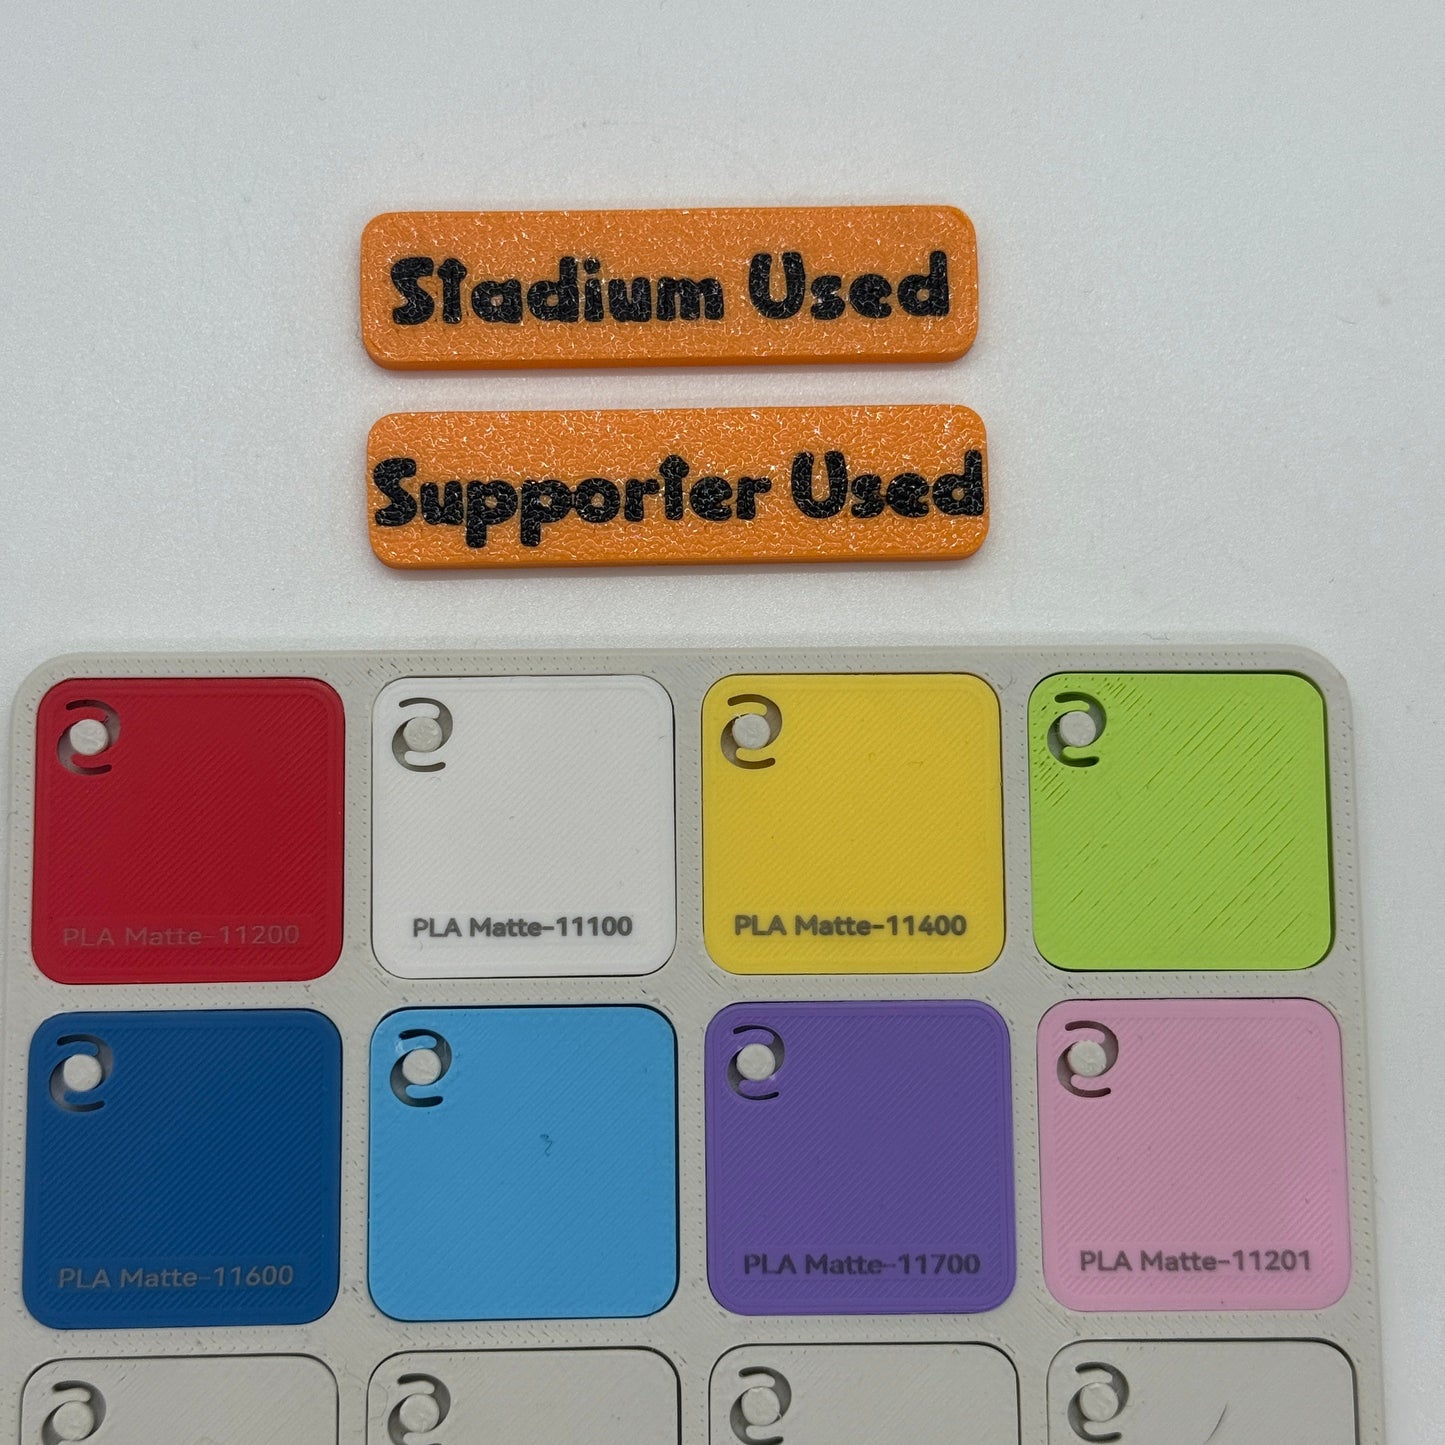 Stadium Used
Supporter Used
PLA Matte-11200
PLA Matte-11100
PLA Matte-11400
PLA Matte-11600
PLA Matte-11700
PLA Matte-11201